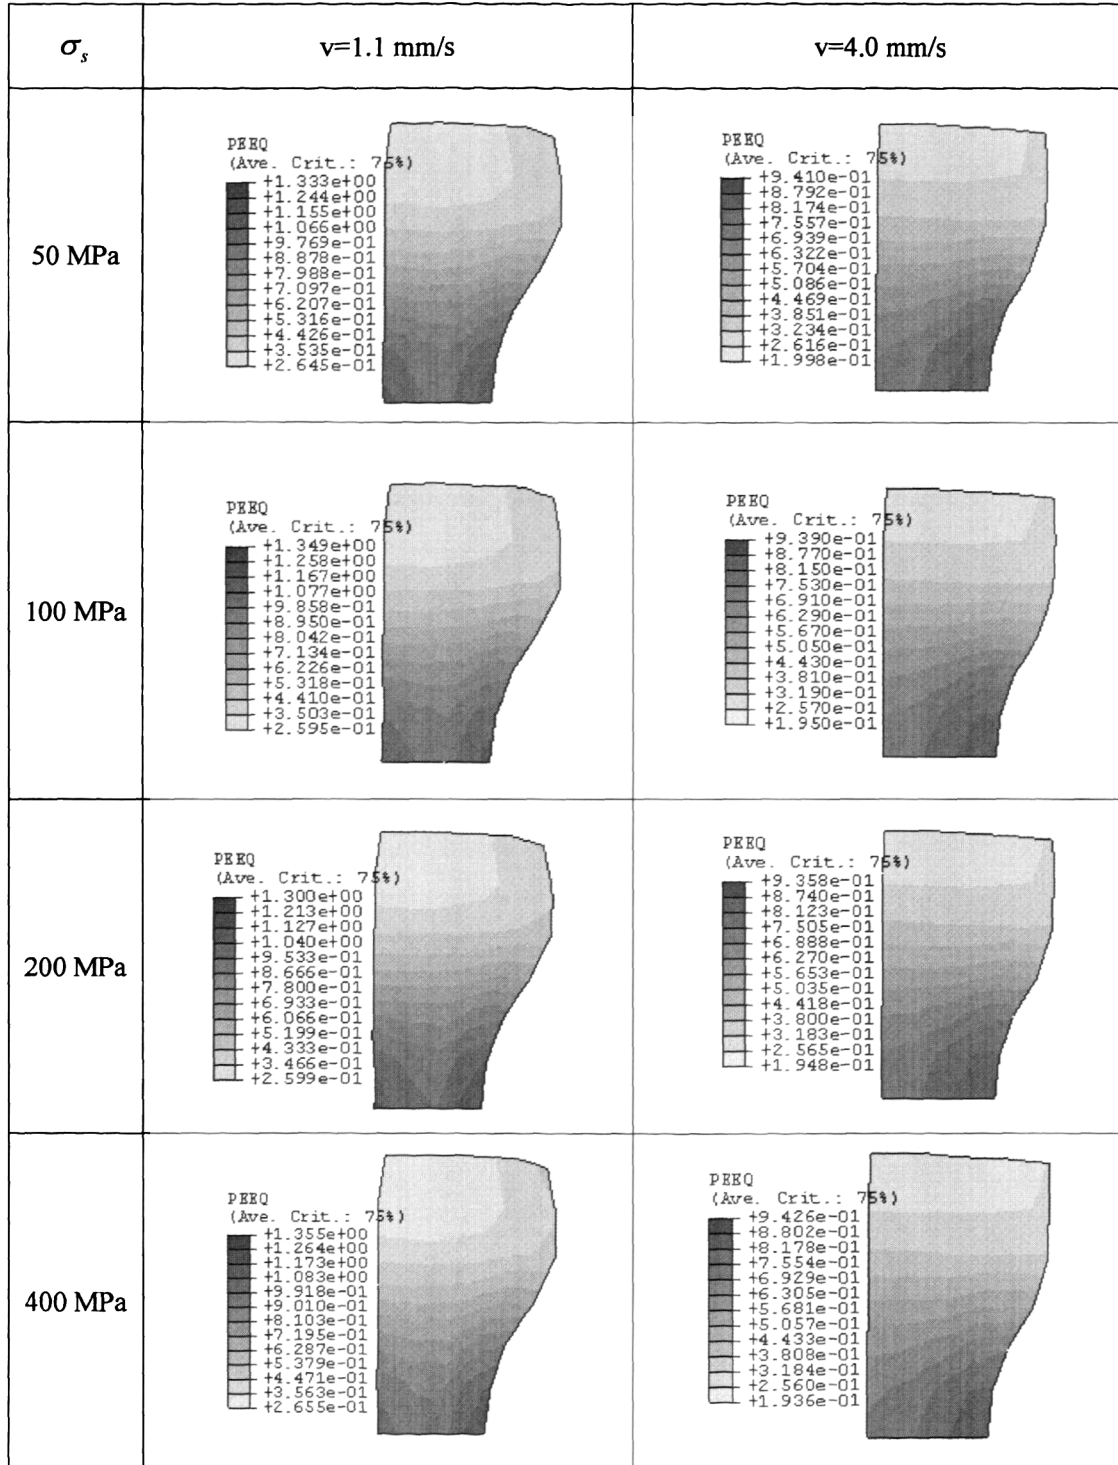 σs
v=1.1 mm/s
v=4.0 mm/s
50 MPa
PEEQ
(Ave. Crit.: 75%)
+1.333e+00
+1.244e+00
+1.155e+00
+1.066e+00
+9.769e-01
+8.878e-01
+7.988e-01
+7.097e-01
+6.207e-01
+5.316e-01
+4.426e-01
+3.535e-01
+2.645e-01
PEEQ
(Ave. Crit.: 75%)
+9.410e-01
+8.792e-01
+8.174e-01
+7.557e-01
+6.939e-01
+6.322e-01
+5.704e-01
+5.086e-01
+4.469e-01
+3.851e-01
+3.234e-01
+2.616e-01
+1.998e-01
100 MPa
PEEQ
(Ave. Crit.: 75%)
+1.349e+00
+1.258e+00
+1.167e+00
+1.077e+00
+9.858e-01
+8.950e-01
+8.042e-01
+7.134e-01
+6.226e-01
+5.318e-01
+4.410e-01
+3.503e-01
+2.595e-01
PEEQ
(Ave. Crit.: 75%)
+9.390e-01
+8.770e-01
+8.150e-01
+7.530e-01
+6.910e-01
+6.290e-01
+5.670e-01
+5.050e-01
+4.430e-01
+3.810e-01
+3.190e-01
+2.570e-01
+1.950e-01
200 MPa
PEEQ
(Ave. Crit.: 75%)
+1.300e+00
+1.213e+00
+1.127e+00
+1.040e+00
+9.533e-01
+8.666e-01
+7.800e-01
+6.933e-01
+6.066e-01
+5.199e-01
+4.333e-01
+3.466e-01
+2.599e-01
PEEQ
(Ave. Crit.: 75%)
+9.358e-01
+8.740e-01
+8.123e-01
+7.505e-01
+6.888e-01
+6.270e-01
+5.653e-01
+5.035e-01
+4.418e-01
+3.800e-01
+3.183e-01
+2.565e-01
+1.948e-01
400 MPa
PEEQ
(Ave. Crit.: 75%)
+1.355e+00
+1.264e+00
+1.173e+00
+1.083e+00
+9.918e-01
+9.010e-01
+8.103e-01
+7.195e-01
+6.287e-01
+5.379e-01
+4.471e-01
+3.563e-01
+2.655e-01
PEEQ
(Ave. Crit.: 75%)
+9.426e-01
+8.802e-01
+8.178e-01
+7.554e-01
+6.929e-01
+6.305e-01
+5.681e-01
+5.057e-01
+4.433e-01
+3.808e-01
+3.184e-01
+2.560e-01
+1.936e-01